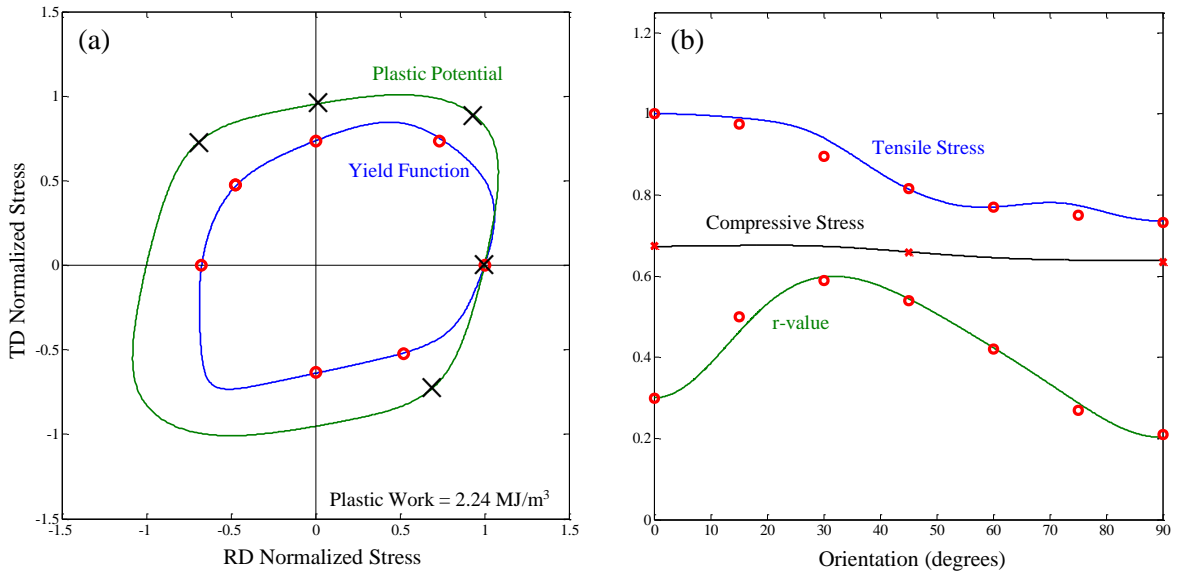 (a)
Plastic Potential
Yield Function
Plastic Work = 2.24 MJ/m³
1.5
1
0.5
0
-0.5
-1
-1.5
-1.5
-1
-0.5
0
0.5
1
1.5
TD Normalized Stress
RD Normalized Stress
(b)
Tensile Stress
Compressive Stress
r-value
1.2
1
0.8
0.6
0.4
0.2
0
0
10
20
30
40
50
60
70
80
90
Orientation (degrees)